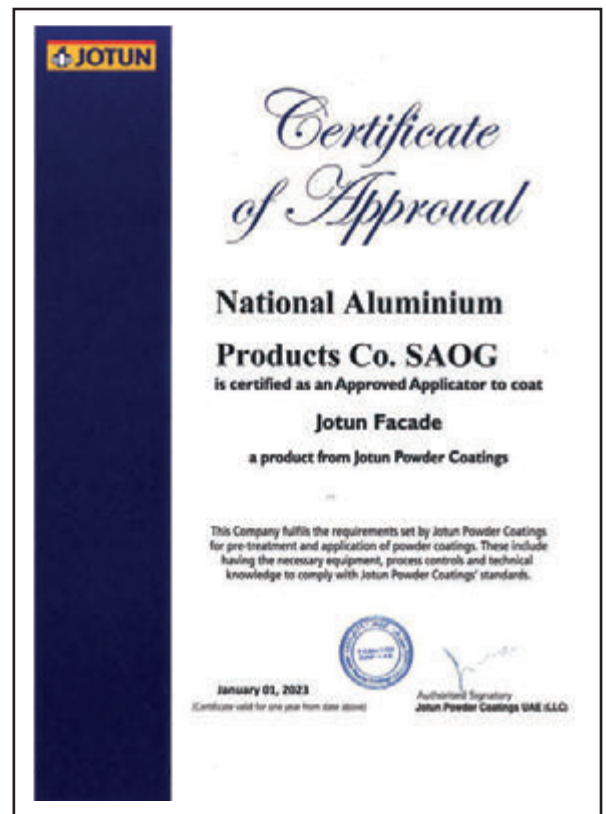 JOTUN
Certificate
of Approval
National Aluminium
Products Co. SAOG
is certified as an Approved Applicator to coat
Jotun Facade
a product from Jotun Powder Coatings
This Company fulfils the requirements set by Jotun Powder Coatings
for pre-treatment and application of powder coatings. These include
having the necessary equipment, process controls and technical
knowledge to comply with Jotun Powder Coatings' standards.
January 01, 2023
(Certificate valid for one year from date above)
Authorised Signatory
Jotun Powder Coatings UAE (LLC)